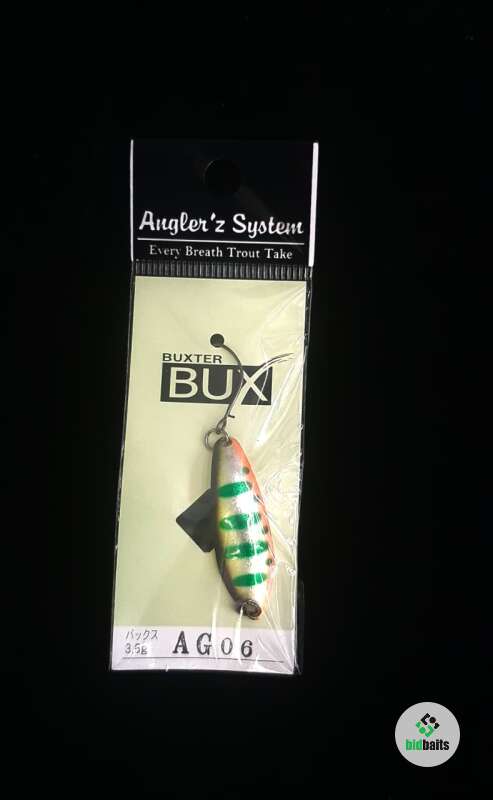 Angler'z System
Every Breath Trout Take
BUXTER
BUX
バックス
3.5g
AG06
bidbaits